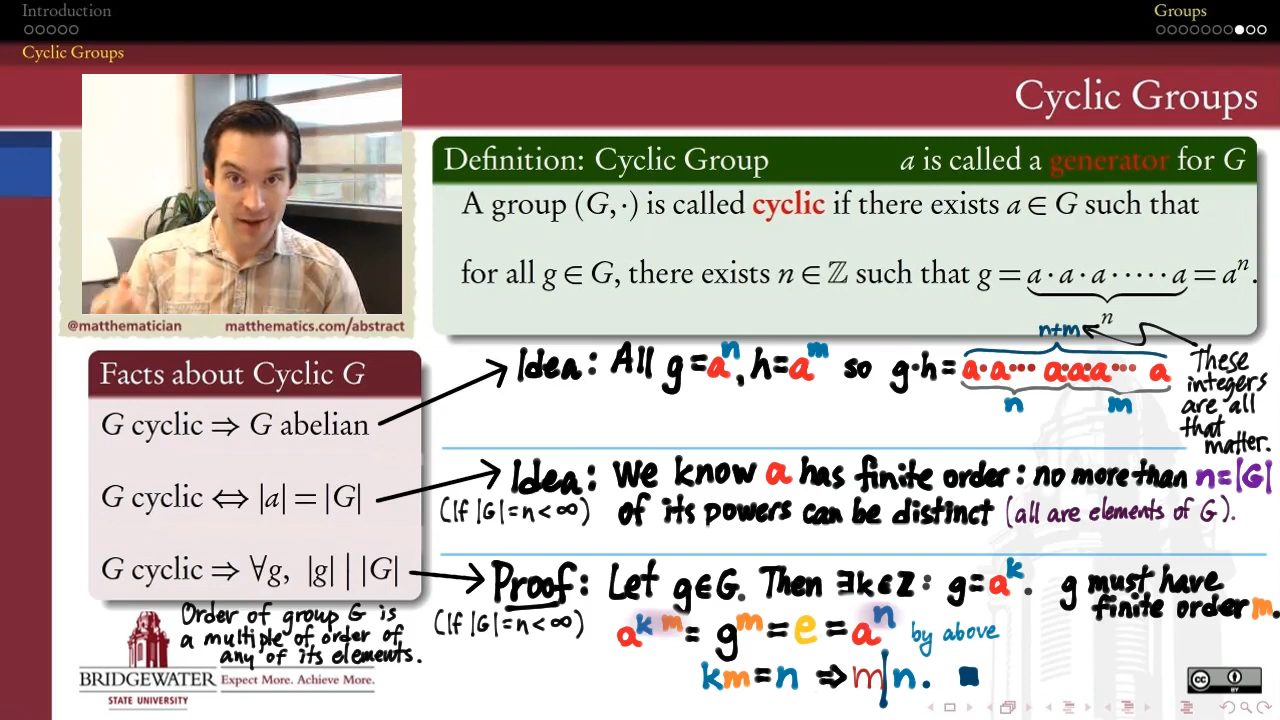 Introduction
Groups
Cyclic Groups
Cyclic Groups
Definition: Cyclic Group
a is called a generator for G
A group (G, ·) is called cyclic if there exists a ∈ G such that
for all g ∈ G, there exists n ∈ ℤ such that g = a · a · a · ⋯ · a = aⁿ.
n
@matthematician matthematics.com/abstract
n+m
Idea: All g = aⁿ, h = aᵐ so g·h = a·a··· a·a·a··· a
n m
These
integers
are all
that
matter.
Facts about Cyclic G
G cyclic ⇒ G abelian
G cyclic ⇔ |a| = |G|
G cyclic ⇒ ∀g, |g| | |G|
Idea: We know a has finite order: no more than n=|G|
(If |G|=n<∞) of its powers can be distinct (all are elements of G).
Proof: Let g∈G. Then ∃k∈ℤ: g=aᵏ. g must have
finite order m.
(If |G|=n<∞)
aᵏᵐ = gᵐ = e = aⁿ by above
km = n ⇒ m|n. ■
Order of group G is
a multiple of order of
any of its elements.
BRIDGEWATER
STATE UNIVERSITY
Expect More. Achieve More.
CC
BY